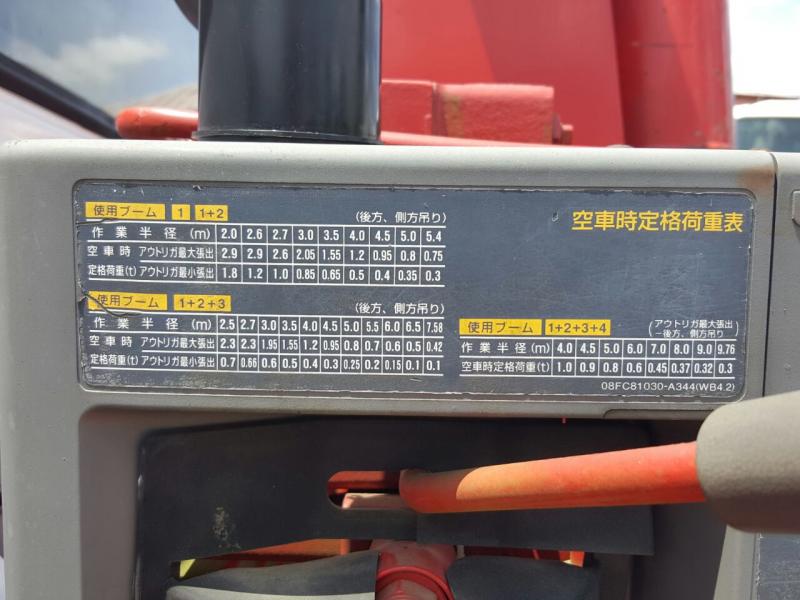 空車時定格荷重表
使用ブーム 1 1+2 (後方、側方吊り)
作業半径(m) 2.0 2.6 2.7 3.0 3.5 4.0 4.5 5.0 5.4
空車時 アウトリガ最大張出 2.9 2.9 2.6 2.05 1.55 1.2 0.95 0.8 0.75
定格荷重(t) アウトリガ最小張出 1.8 1.2 1.0 0.85 0.65 0.5 0.4 0.35 0.3
使用ブーム 1+2+3 (後方、側方吊り)
作業半径(m) 2.5 2.7 3.0 3.5 4.0 4.5 5.0 5.5 6.0 6.5 7.58
空車時 アウトリガ最大張出 2.3 2.3 1.95 1.55 1.2 0.95 0.8 0.7 0.6 0.5 0.42
定格荷重(t) アウトリガ最小張出 0.7 0.66 0.6 0.5 0.4 0.3 0.25 0.2 0.15 0.1 0.1
使用ブーム 1+2+3+4 (アウトリガ最大張出
-後方、側方吊り)
作業半径(m) 4.0 4.5 5.0 6.0 7.0 8.0 9.0 9.76
空車時定格荷重(t) 1.0 0.9 0.8 0.6 0.45 0.37 0.32 0.3
08FC81030-A344(WB4.2)